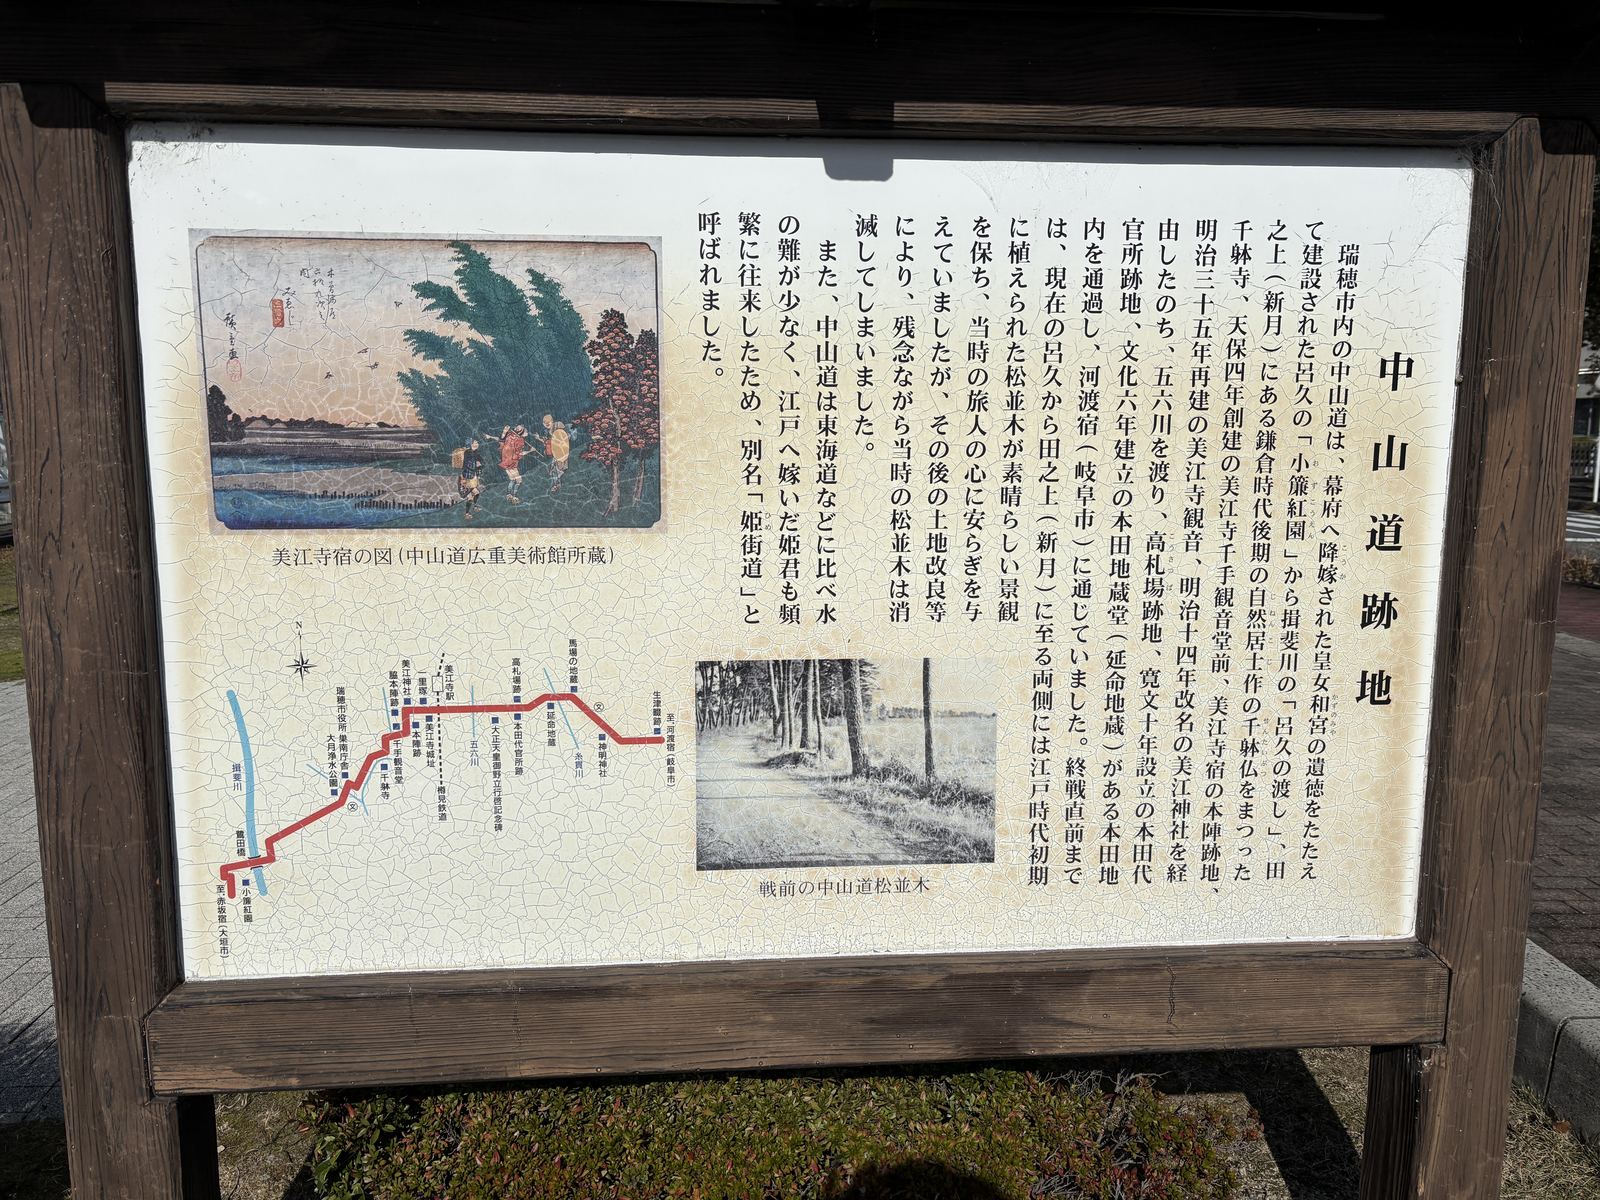 中山道跡地
瑞穂市内の中山道は、幕府へ降嫁された皇女和宮の遺徳をたたえ
て建設された呂久の「小簾紅園」から揖斐川の「呂久の渡し」、田
之上（新月）にある鎌倉時代後期の自然居士作の千躰仏をまつった
千躰寺、天保四年創建の美江寺千手観音堂前、美江寺宿の本陣跡地、
明治三十五年再建の美江寺観音、明治十四年改名の美江神社を経
由したのち、五六川を渡り、高札場跡地、寛文十年設立の本田代
官所跡地、文化六年建立の本田地蔵堂（延命地蔵）がある本田地
内を通過し、河渡宿（岐阜市）に通じていました。終戦直前まで
は、現在の呂久から田之上（新月）に至る両側には江戸時代初期
に植えられた松並木が素晴らしい景観
を保ち、当時の旅人の心に安らぎを与
えていましたが、その後の土地改良等
により、残念ながら当時の松並木は消
滅してしまいました。
また、中山道は東海道などに比べ水
の難が少なく、江戸へ嫁いだ姫君も頻
繁に往来したため、別名「姫街道」と
呼ばれました。
美江寺宿の図（中山道広重美術館所蔵）
戦前の中山道松並木
N
至.河渡宿（岐阜市）
生津畷跡
神明神社
糸貫川
馬場の地蔵
延命地蔵
高札場跡
本田代官所跡
大正天皇御野立行啓記念碑
五六川
美江寺駅
樽見鉄道
一里塚
美江寺城址
美江神社
本陣跡
脇本陣跡
千手観音堂
千躰寺
瑞穂市役所 巣南庁舎
大月浄水公園
揖斐川
鷺田橋
小簾紅園
至.赤坂宿（大垣市）